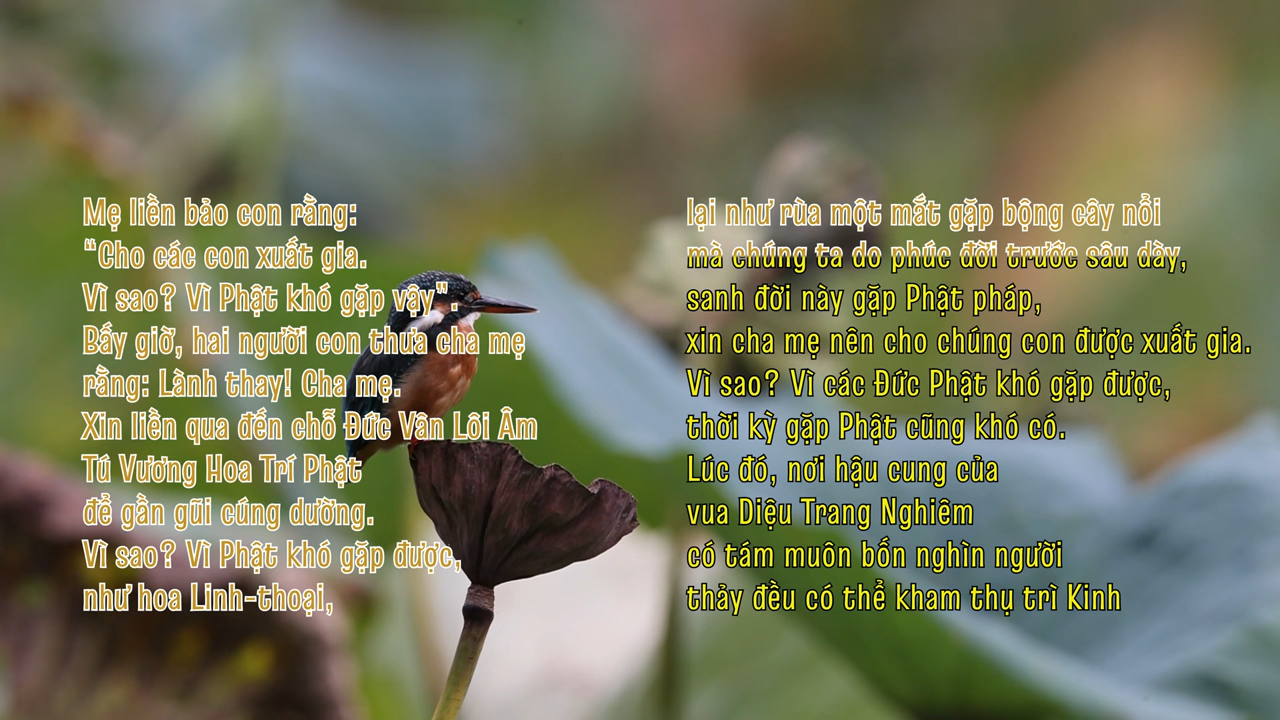 Mẹ liền bảo con rằng:
“Cho các con xuất gia.
Vì sao? Vì Phật khó gặp vậy”.
Bấy giờ, hai người con thưa cha mẹ
rằng: Lành thay! Cha mẹ.
Xin liền qua đến chỗ Đức Vân Lôi Âm
Tú Vương Hoa Trí Phật
để gần gũi cúng dường.
Vì sao? Vì Phật khó gặp được,
như hoa Linh-thoại,
lại như rùa một mắt gặp bộng cây nổi
mà chúng ta do phúc đời trước sâu dày,
sanh đời này gặp Phật pháp,
xin cha mẹ nên cho chúng con được xuất gia.
Vì sao? Vì các Đức Phật khó gặp được,
thời kỳ gặp Phật cũng khó có.
Lúc đó, nơi hậu cung của
vua Diệu Trang Nghiêm
có tám muôn bốn nghìn người
thảy đều có thể kham thụ trì Kinh